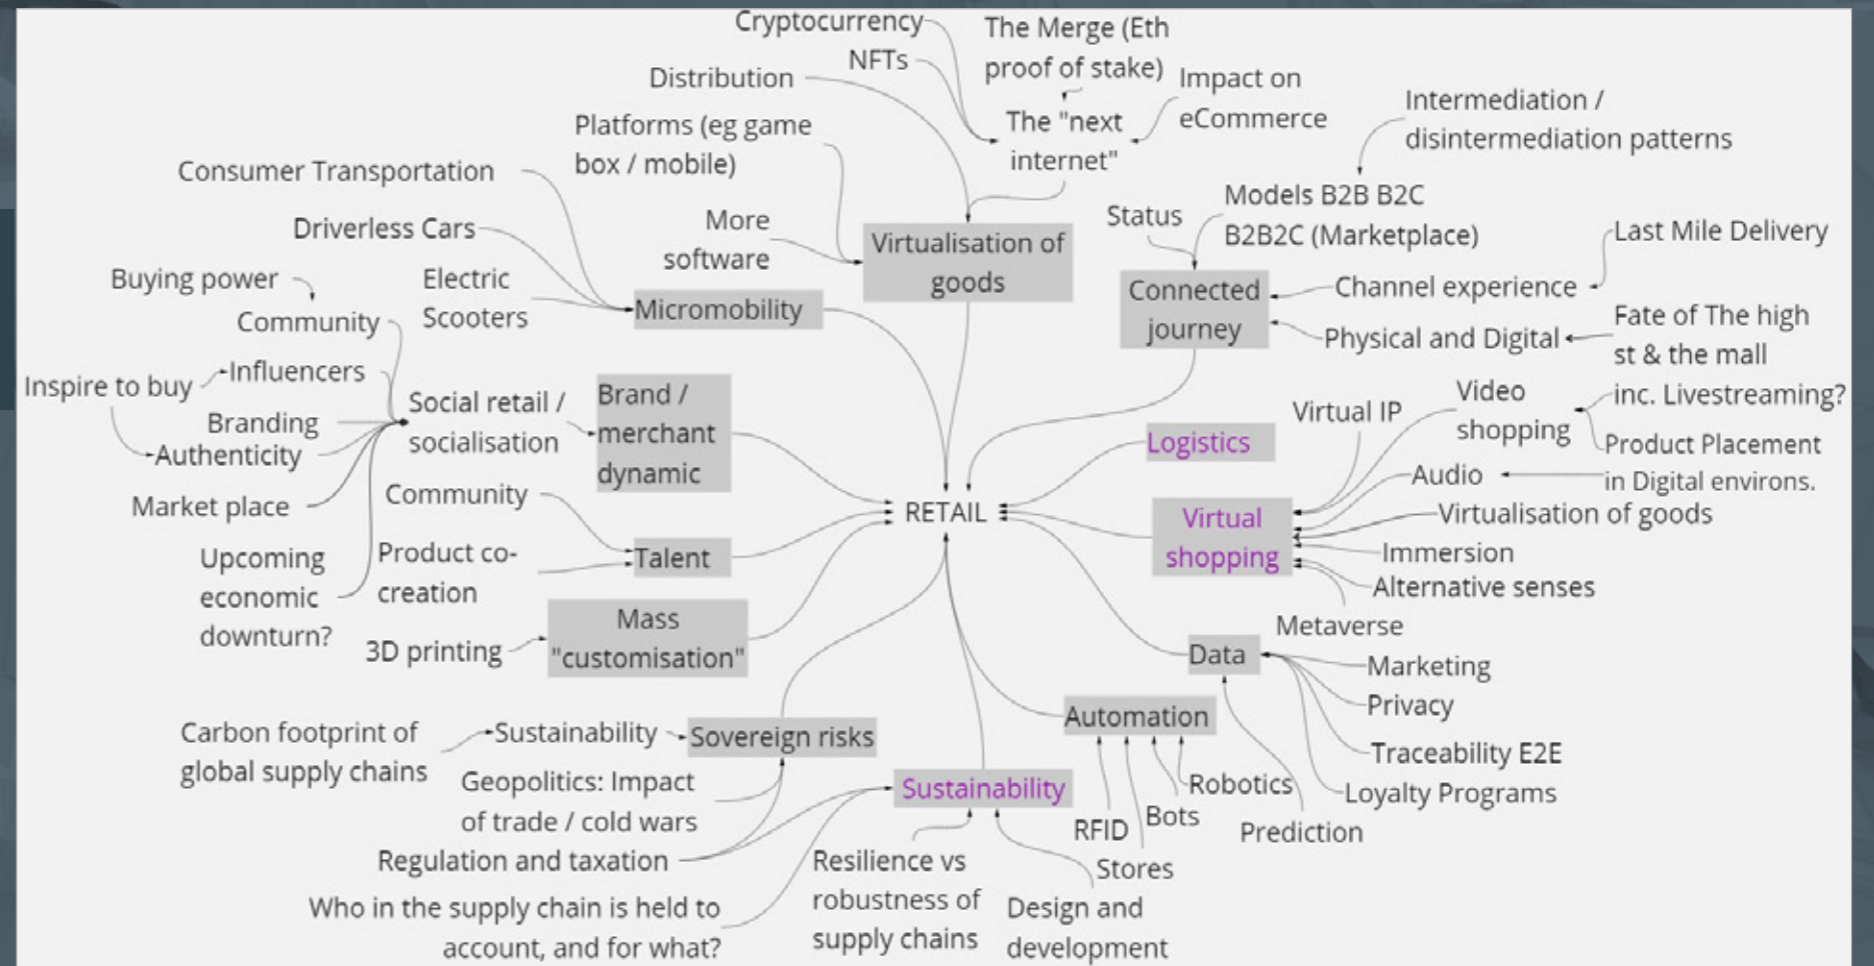 Cryptocurrency
NFTs
Distribution
The Merge (Eth
proof of stake)
Impact on
eCommerce
The "next
internet"
Platforms (eg game
box / mobile)
More
software
Virtualisation of
goods
Intermediation /
disintermediation patterns
Models B2B B2C
B2B2C (Marketplace)
Status
Connected
journey
Last Mile Delivery
Channel experience
Physical and Digital
Fate of The high
st & the mall
Consumer Transportation
Driverless Cars
Electric
Scooters
Micromobility
Buying power
Community
Influencers
Inspire to buy
Branding
Authenticity
Market place
Upcoming
economic
downturn?
Social retail /
socialisation
Brand /
merchant
dynamic
Community
Product co-
creation
Talent
3D printing
Mass
"customisation"
RETAIL
Logistics
Virtual IP
Video
shopping
inc. Livestreaming?
Product Placement
in Digital environs.
Audio
Virtualisation of goods
Immersion
Alternative senses
Metaverse
Virtual
shopping
Data
Marketing
Privacy
Traceability E2E
Loyalty Programs
Prediction
Automation
Robotics
Bots
RFID
Stores
Carbon footprint of
global supply chains
Sustainability
Sovereign risks
Geopolitics: Impact
of trade / cold wars
Regulation and taxation
Sustainability
Who in the supply chain is held to
account, and for what?
Resilience vs
robustness of
supply chains
Design and
development